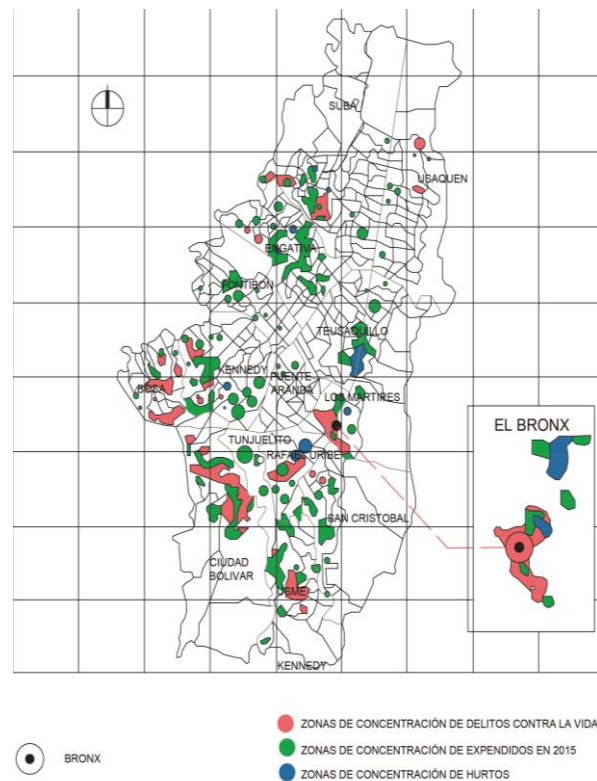 SUBA
USAQUEN
ENGATIVA
FONTIBON
TEUSAQUILLO
KENNEDY
BOSA
PUENTE
ARANDA
LOS MARTIRES
EL BRONX
TUNJUELITO
RAFAEL URIBE
SAN CRISTOBAL
CIUDAD
BOLIVAR
USME
KENNEDY
ZONAS DE CONCENTRACIÓN DE DELITOS CONTRA LA VIDA
BRONX
ZONAS DE CONCENTRACIÓN DE EXPENDIDOS EN 2015
ZONAS DE CONCENTRACIÓN DE HURTOS